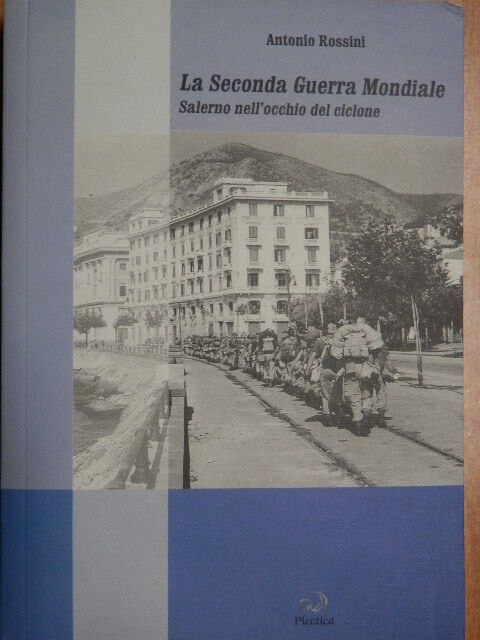 Antonio Rossini
La Seconda Guerra Mondiale
Salerno nell'occhio del ciclone
Plectica